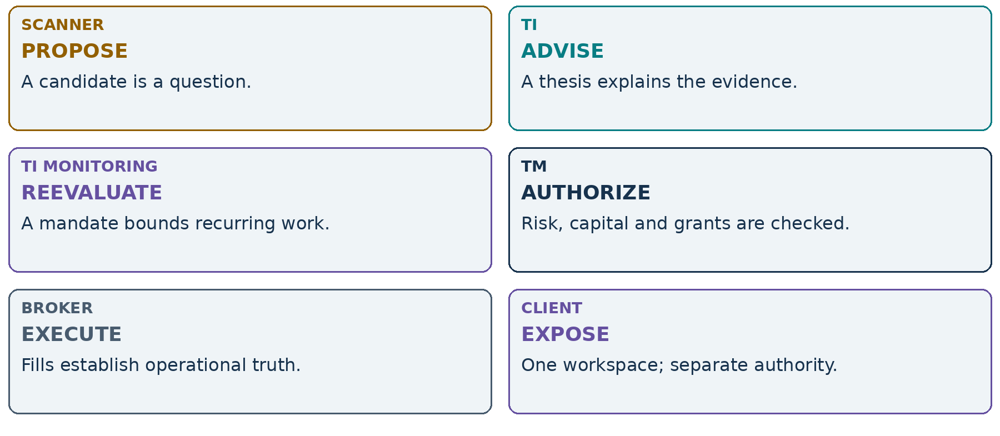 SCANNER
PROPOSE
A candidate is a question.
TI
ADVISE
A thesis explains the evidence.
TI MONITORING
REEVALUATE
A mandate bounds recurring work.
TM
AUTHORIZE
Risk, capital and grants are checked.
BROKER
EXECUTE
Fills establish operational truth.
CLIENT
EXPOSE
One workspace; separate authority.